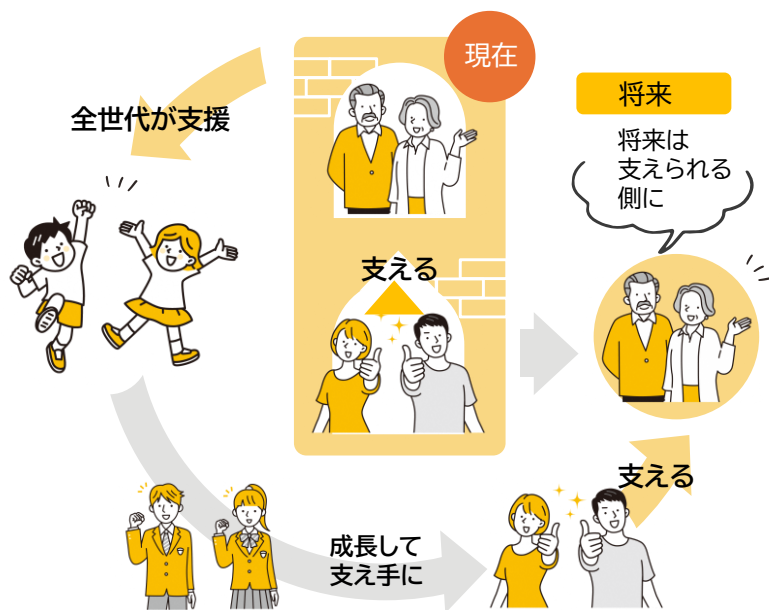 現在
全世代が支援
支える
将来
将来は
支えられる
側に
支える
成長して
支え手に